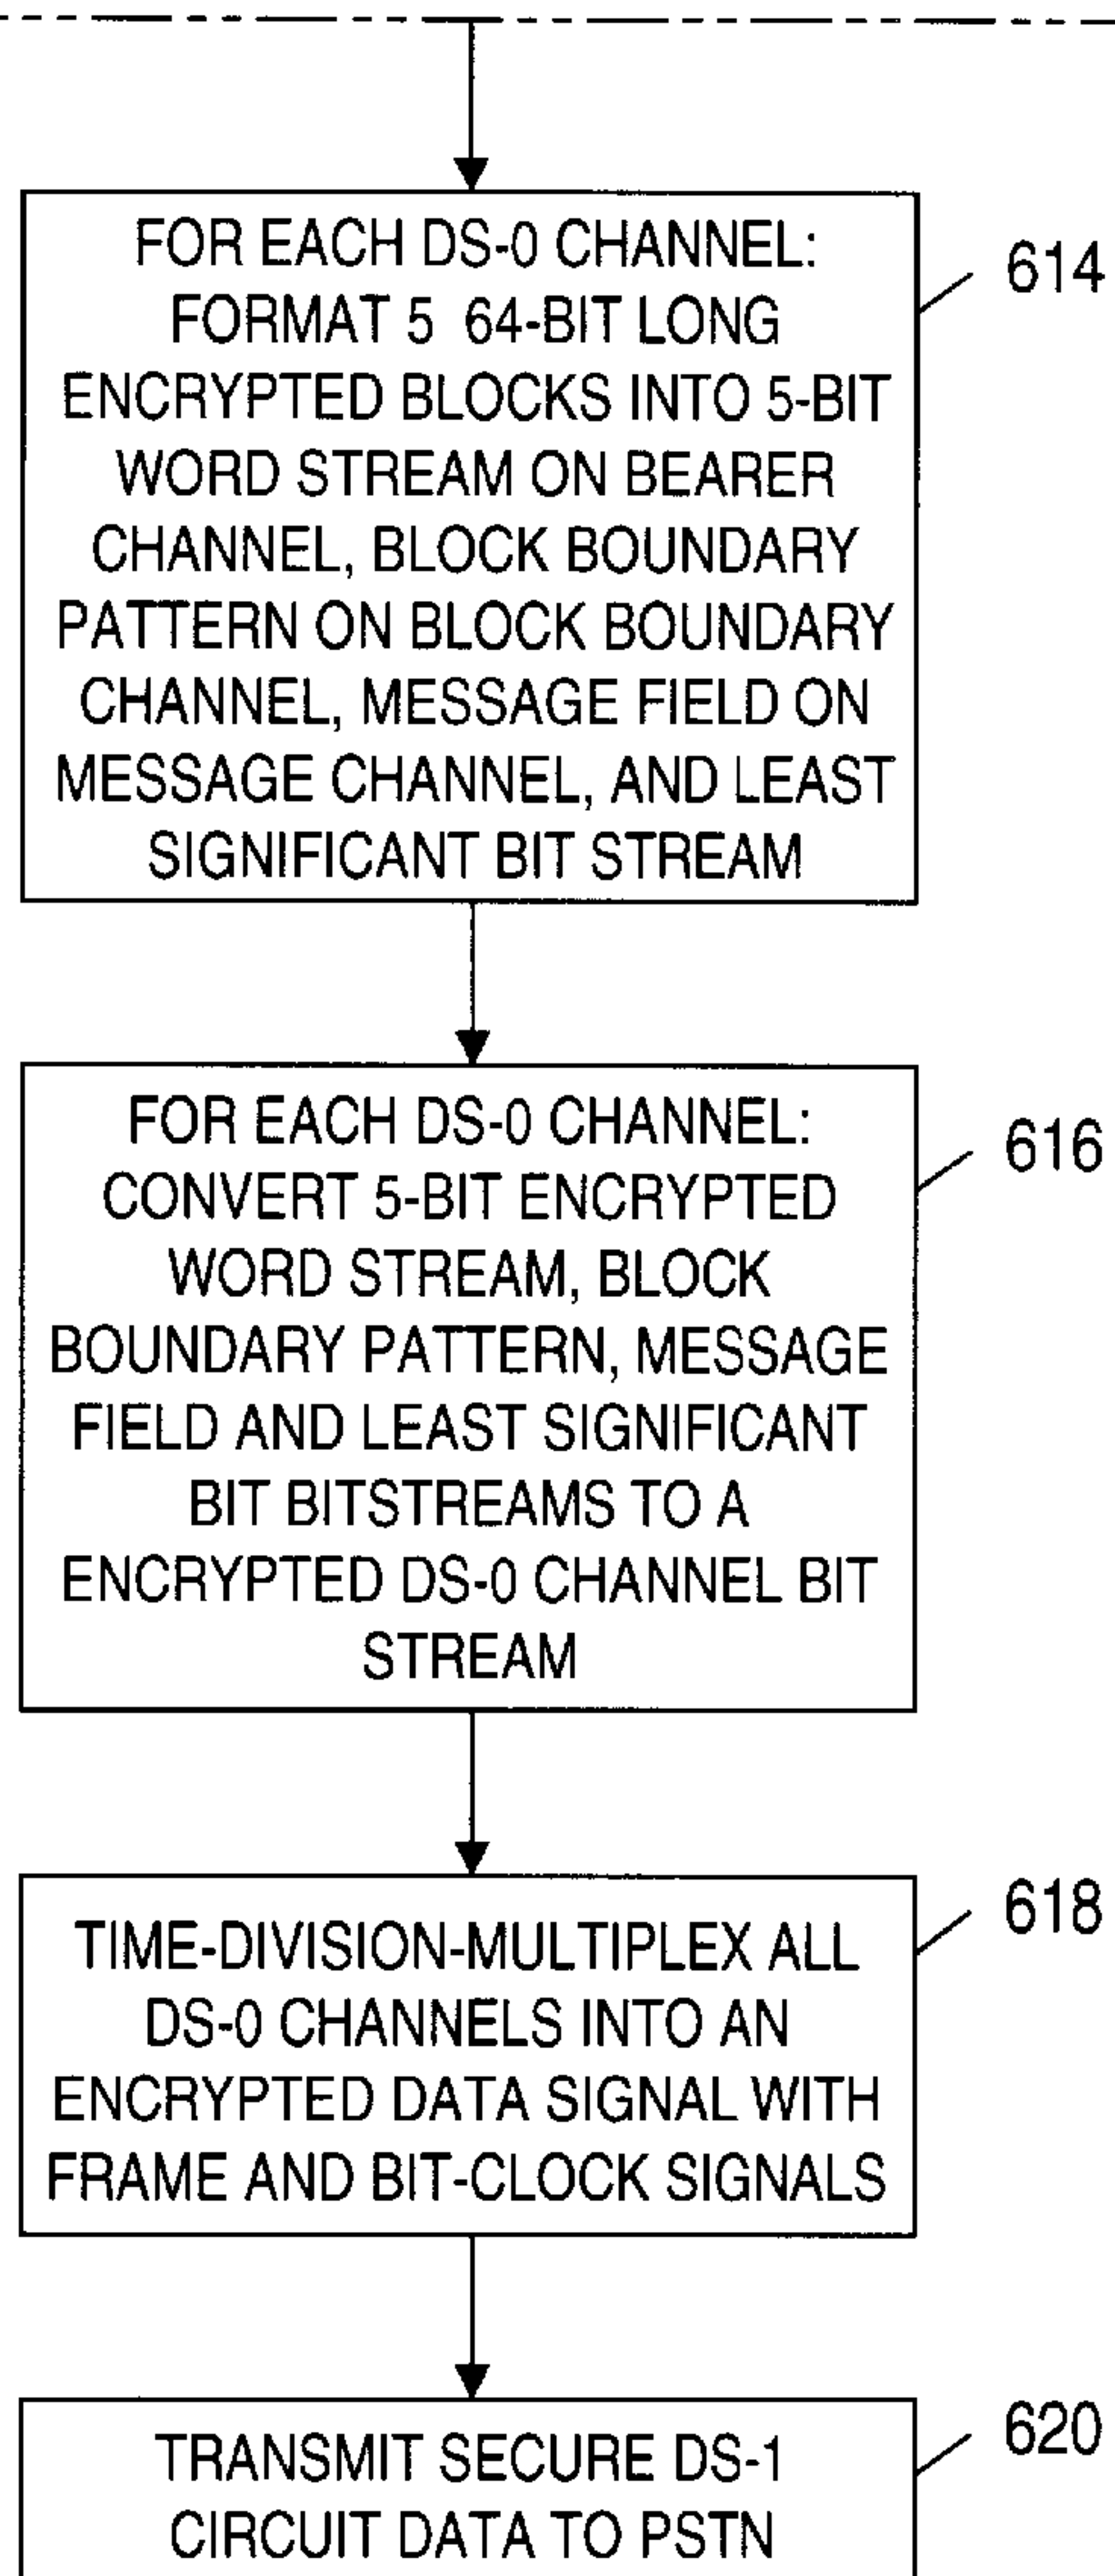 FOR EACH DS-0 CHANNEL:
FORMAT 5 64-BIT LONG
ENCRYPTED BLOCKS INTO 5-BIT
WORD STREAM ON BEARER
CHANNEL, BLOCK BOUNDARY
PATTERN ON BLOCK BOUNDARY
CHANNEL, MESSAGE FIELD ON
MESSAGE CHANNEL, AND LEAST
SIGNIFICANT BIT STREAM
614
FOR EACH DS-0 CHANNEL:
CONVERT 5-BIT ENCRYPTED
WORD STREAM, BLOCK
BOUNDARY PATTERN, MESSAGE
FIELD AND LEAST SIGNIFICANT
BIT BITSTREAMS TO A
ENCRYPTED DS-0 CHANNEL BIT
STREAM
616
TIME-DIVISION-MULTIPLEX ALL
DS-0 CHANNELS INTO AN
ENCRYPTED DATA SIGNAL WITH
FRAME AND BIT-CLOCK SIGNALS
618
TRANSMIT SECURE DS-1
CIRCUIT DATA TO PSTN
620